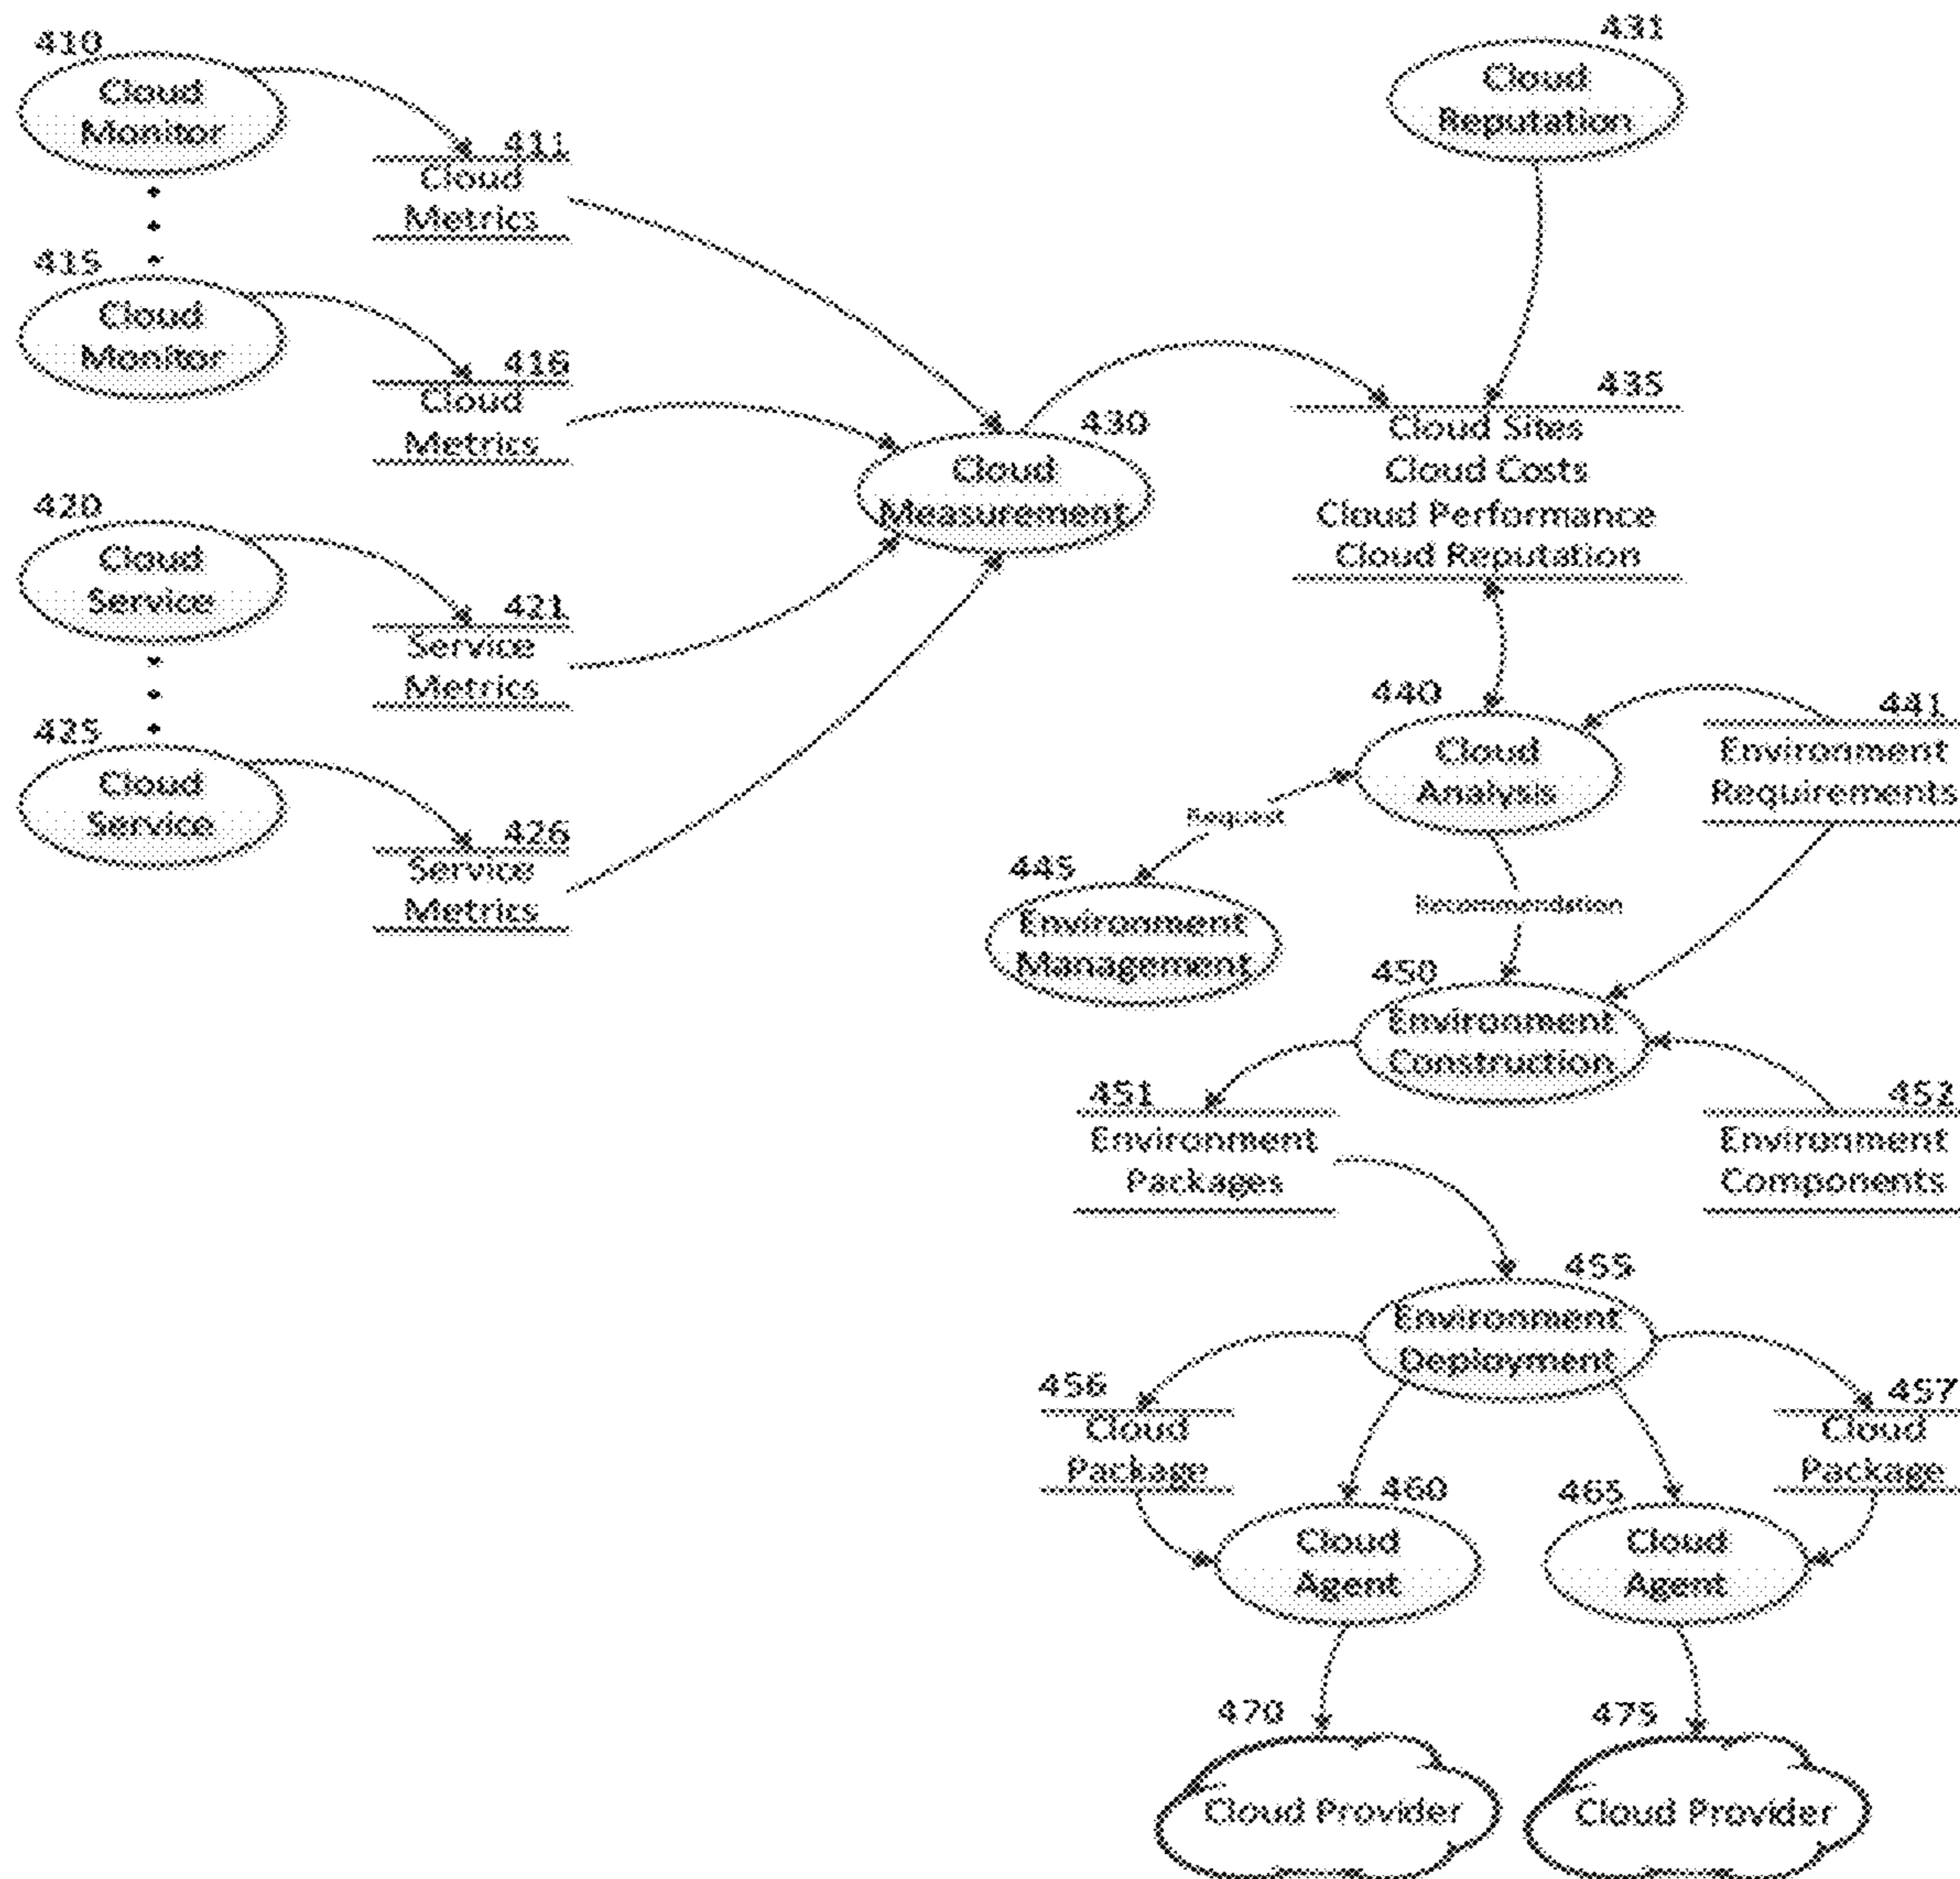 410
Cloud
Monitor
411
Cloud
Metrics
415
Cloud
Monitor
416
Cloud
Metrics
420
Cloud
Service
421
Service
Metrics
425
Cloud
Service
426
Service
Metrics
430
Cloud
Measurement
431
Cloud
Reputation
435
Cloud Sites
Cloud Costs
Cloud Performance
Cloud Reputation
440
Cloud
Analysis
441
Environment
Requirements
Request
445
Environment
Management
Recommendation
450
Environment
Construction
451
Environment
Packages
452
Environment
Components
455
Environment
Deployment
456
Cloud
Package
457
Cloud
Package
460
Cloud
Agent
465
Cloud
Agent
470
Cloud Provider
475
Cloud Provider